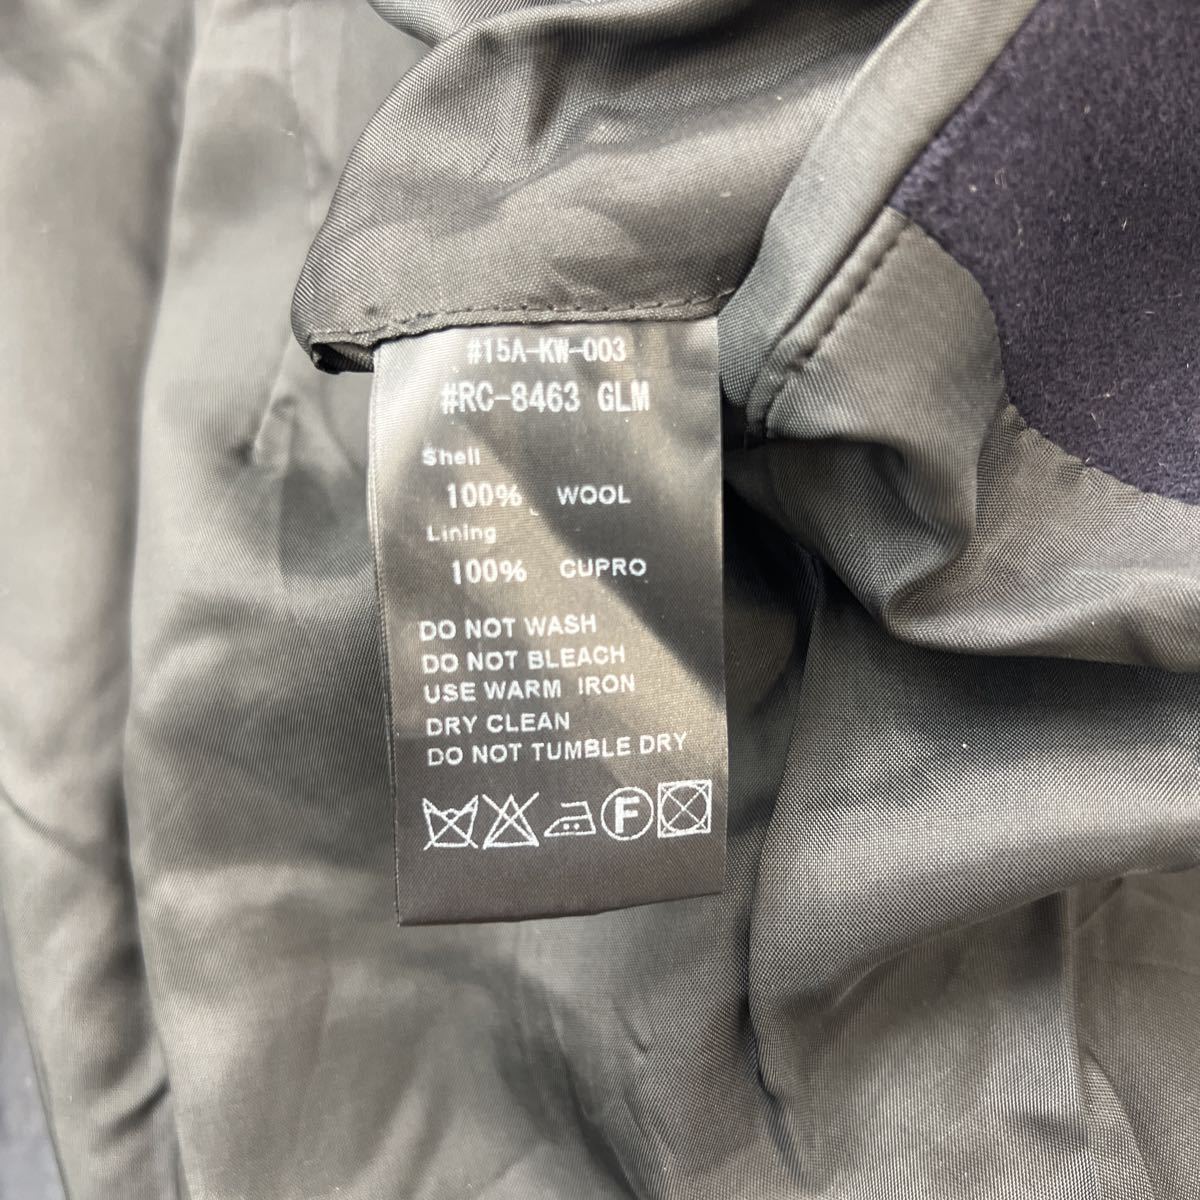 #15A-KW-003
#RC-8463 GLM
Shell
100% WOOL
Lining
100% CUPRO
DO NOT WASH
DO NOT BLEACH
USE WARM IRON
DRY CLEAN
DO NOT TUMBLE DRY
F